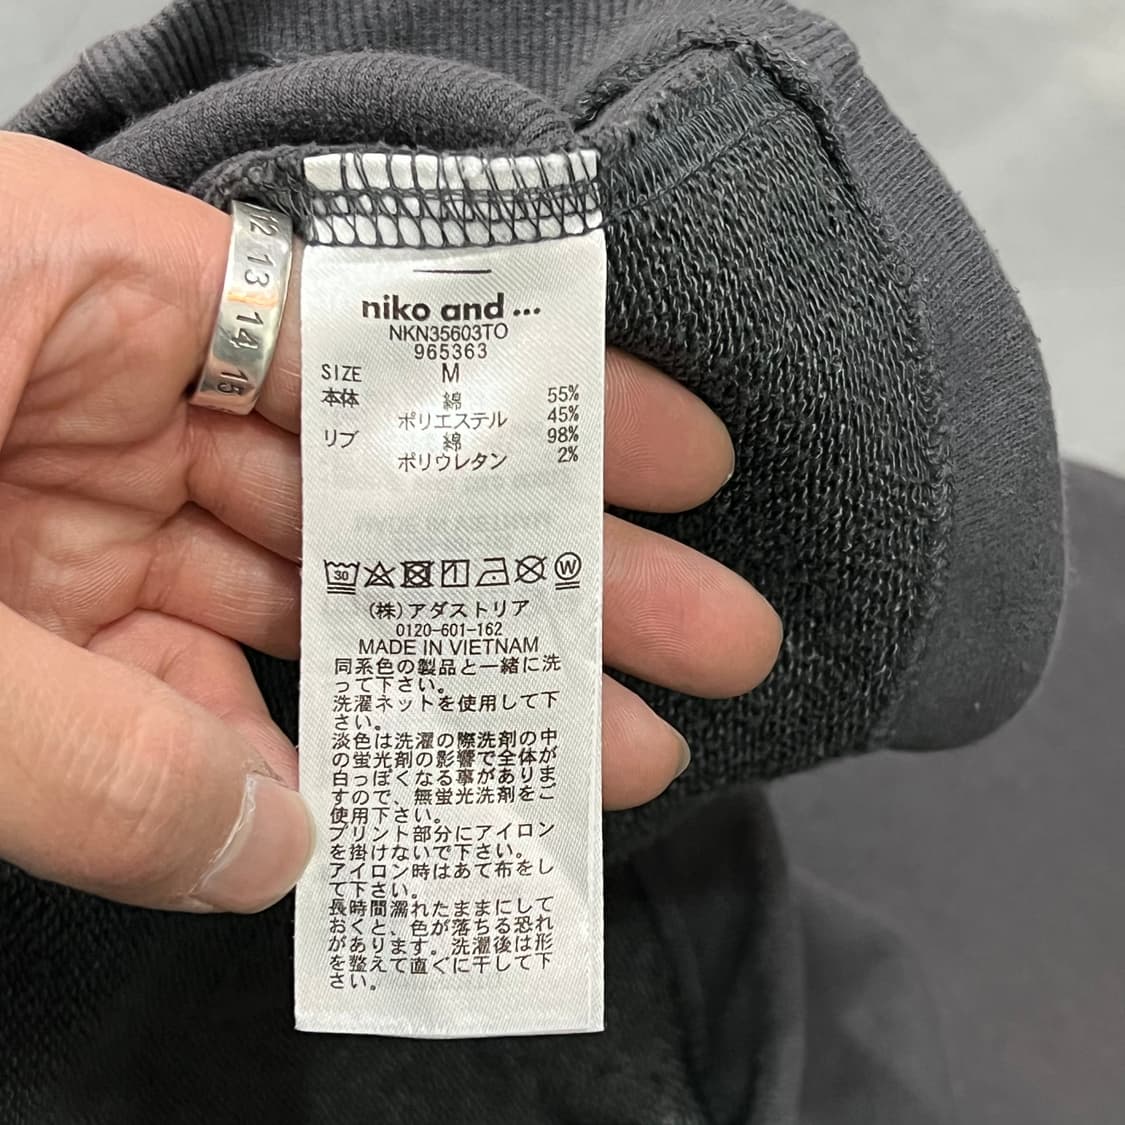 niko and ...
NKN35603TO
965363
SIZE M
本体 綿 55%
ポリエステル 45%
リブ 綿 98%
ポリウレタン 2%
30
W
(株)アダストリア
0120-601-162
MADE IN VIETNAM
同系色の製品と一緒に洗
って下さい。
洗濯ネットを使用して下
さい。
淡色は洗濯の際洗剤の中
の蛍光剤の影響で全体が
白っぽくなる事がありま
すので、無蛍光洗剤をご
使用下さい。
プリント部分にアイロン
を掛けないで下さい。
アイロン時はあて布をし
て下さい。
長時間濡れたままにして
おくと、色が落ちる恐れ
があります。洗濯後は形
を整えて直ぐに干して下
さい。
12 13 14 15